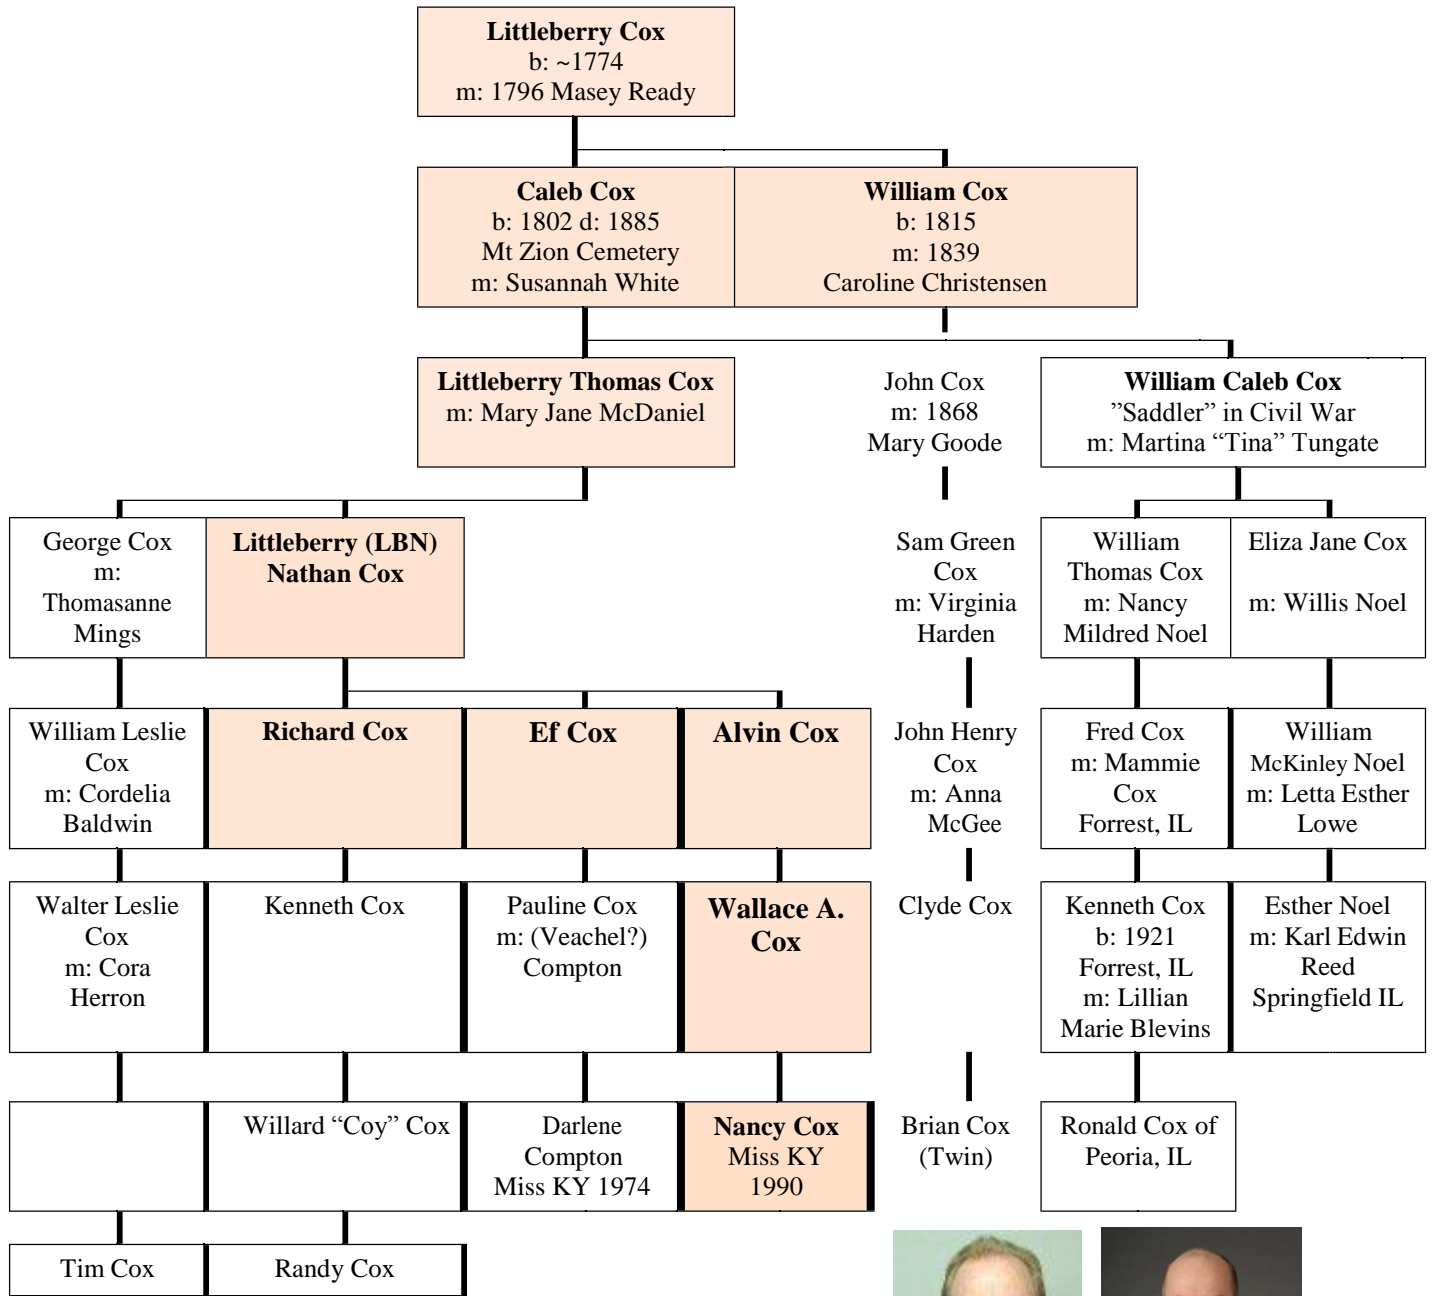 Littleberry Cox
b: ~1774
m: 1796 Masey Ready
Caleb Cox
b: 1802 d: 1885
Mt Zion Cemetery
m: Susannah White
William Cox
b: 1815
m: 1839
Caroline Christensen
Littleberry Thomas Cox
m: Mary Jane McDaniel
John Cox
m: 1868
Mary Goode
William Caleb Cox
”Saddler” in Civil War
m: Martina “Tina” Tungate
George Cox
m:
Thomasanne
Mings
Littleberry (LBN)
Nathan Cox
Sam Green
Cox
m: Virginia
Harden
William
Thomas Cox
m: Nancy
Mildred Noel
Eliza Jane Cox
m: Willis Noel
William Leslie
Cox
m: Cordelia
Baldwin
Richard Cox
Ef Cox
Alvin Cox
John Henry
Cox
m: Anna
McGee
Fred Cox
m: Mammie
Cox
Forrest, IL
William
McKinley Noel
m: Letta Esther
Lowe
Walter Leslie
Cox
m: Cora
Herron
Kenneth Cox
Pauline Cox
m: (Veachel?)
Compton
Wallace A.
Cox
Clyde Cox
Kenneth Cox
b: 1921
Forrest, IL
m: Lillian
Marie Blevins
Esther Noel
m: Karl Edwin
Reed
Springfield IL
Willard “Coy” Cox
Darlene
Compton
Miss KY 1974
Nancy Cox
Miss KY
1990
Brian Cox
(Twin)
Ronald Cox of
Peoria, IL
Tim Cox
Randy Cox